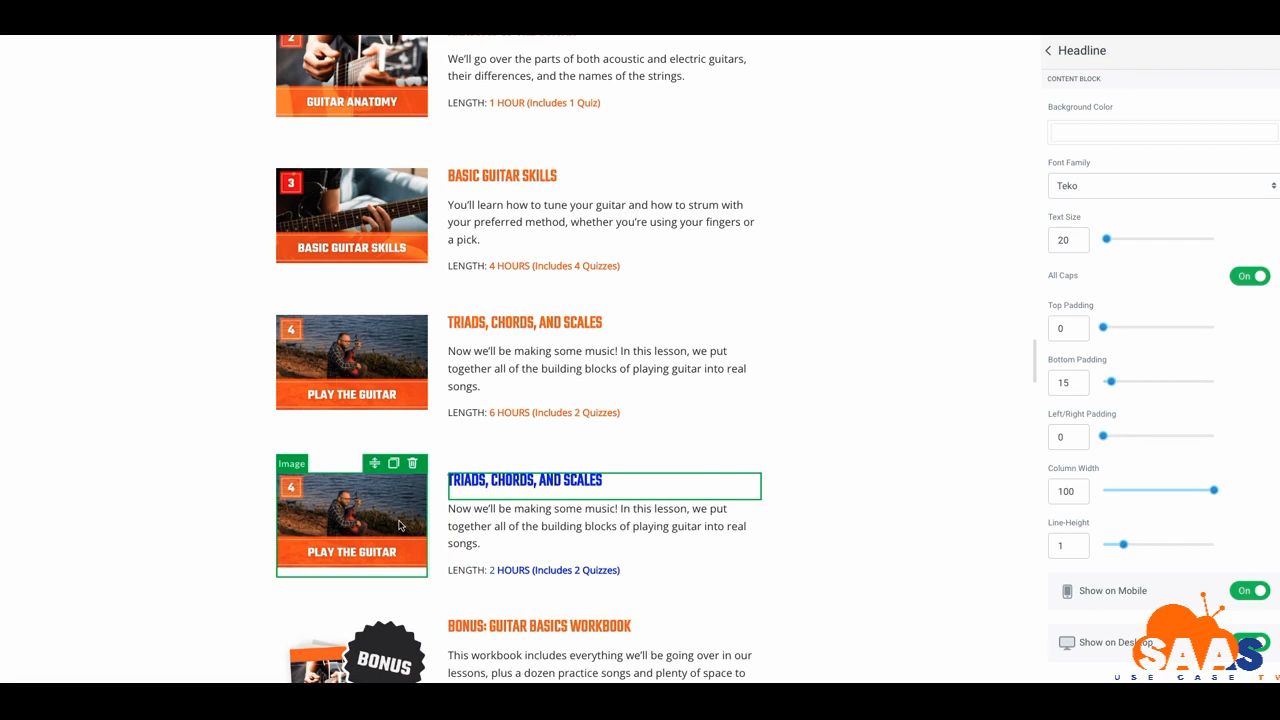 2
GUITAR ANATOMY
We'll go over the parts of both acoustic and electric guitars,
their differences, and the names of the strings.
LENGTH: 1 HOUR (Includes 1 Quiz)
3
BASIC GUITAR SKILLS
BASIC GUITAR SKILLS
You'll learn how to tune your guitar and how to strum with
your preferred method, whether you're using your fingers or
a pick.
LENGTH: 4 HOURS (Includes 4 Quizzes)
4
PLAY THE GUITAR
TRIADS, CHORDS, AND SCALES
Now we'll be making some music! In this lesson, we put
together all of the building blocks of playing guitar into real
songs.
LENGTH: 6 HOURS (Includes 2 Quizzes)
Image
4
PLAY THE GUITAR
TRIADS, CHORDS, AND SCALES
Now we'll be making some music! In this lesson, we put
together all of the building blocks of playing guitar into real
songs.
LENGTH: 2 HOURS (Includes 2 Quizzes)
BONUS
BONUS: GUITAR BASICS WORKBOOK
This workbook includes everything we'll be going over in our
lessons, plus a dozen practice songs and plenty of space to
Headline
CONTENT BLOCK
Background Color
Font Family
Teko
Text Size
20
All Caps
On
Top Padding
0
Bottom Padding
15
Left/Right Padding
0
Column Width
100
Line-Height
1
Show on Mobile
On
Show on Desktop
SAAS
USE CASE TV